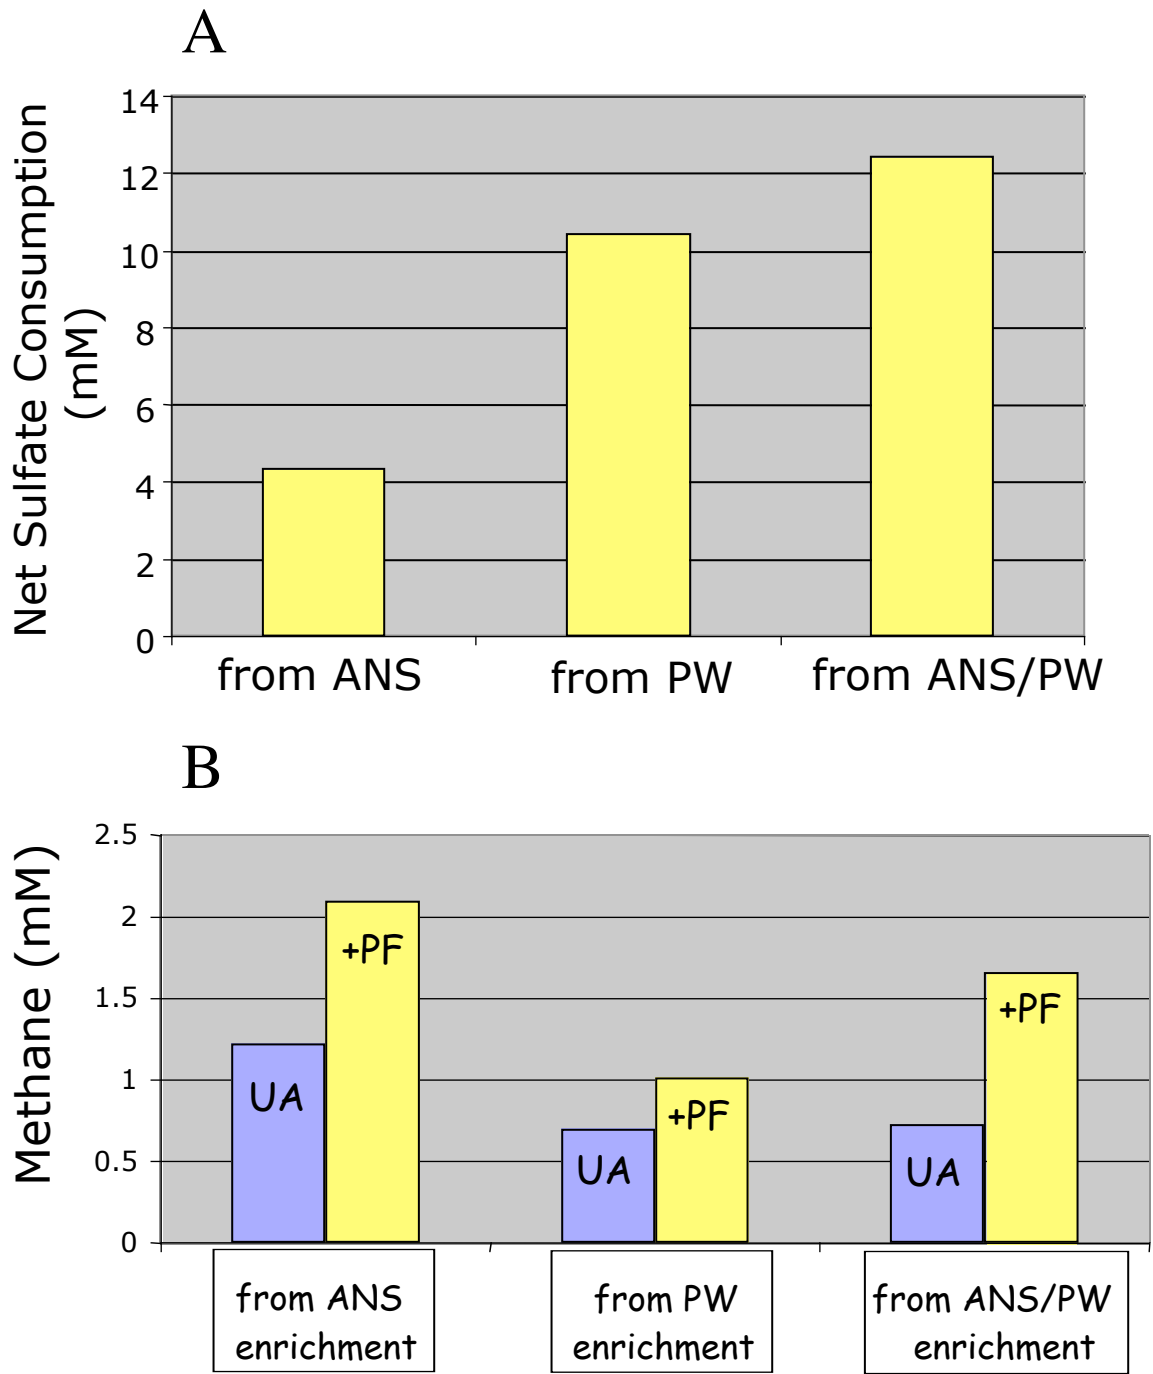 A
Net Sulfate Consumption
(mM)
14
12
10
8
6
4
2
0
from ANS
from PW
from ANS/PW
B
Methane (mM)
2.5
2
1.5
1
0.5
0
UA
+PF
UA
+PF
UA
+PF
from ANS
enrichment
from PW
enrichment
from ANS/PW
enrichment